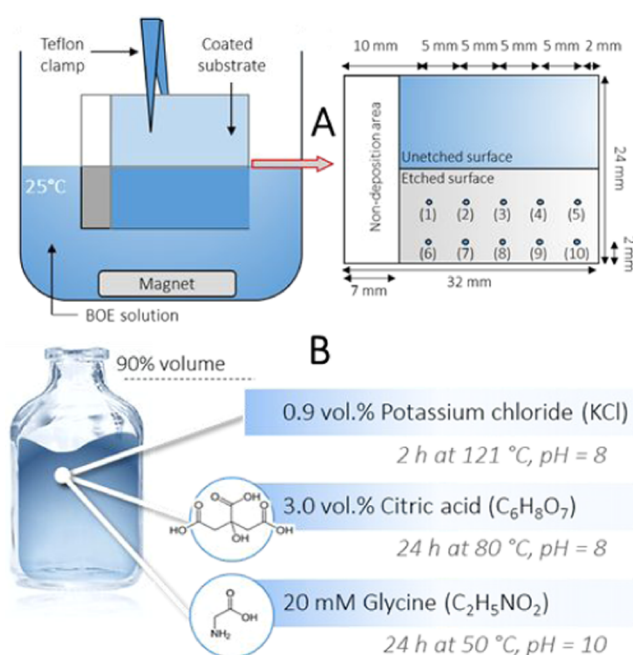 Teflon clamp
Coated substrate
25°C
Magnet
BOE solution
A
10 mm
5 mm 5 mm 5 mm 5 mm 2 mm
Non-deposition area
Unetched surface
Etched surface
(1) (2) (3) (4) (5)
(6) (7) (8) (9) (10)
24 mm
2 mm
32 mm
7 mm
B
90% volume
0.9 vol.% Potassium chloride (KCl)
2 h at 121 °C, pH = 8
O
OH
O
HO
O
OH
OH
3.0 vol.% Citric acid (C₆H₈O₇)
24 h at 80 °C, pH = 8
O
OH
NH₂
20 mM Glycine (C₂H₅NO₂)
24 h at 50 °C, pH = 10